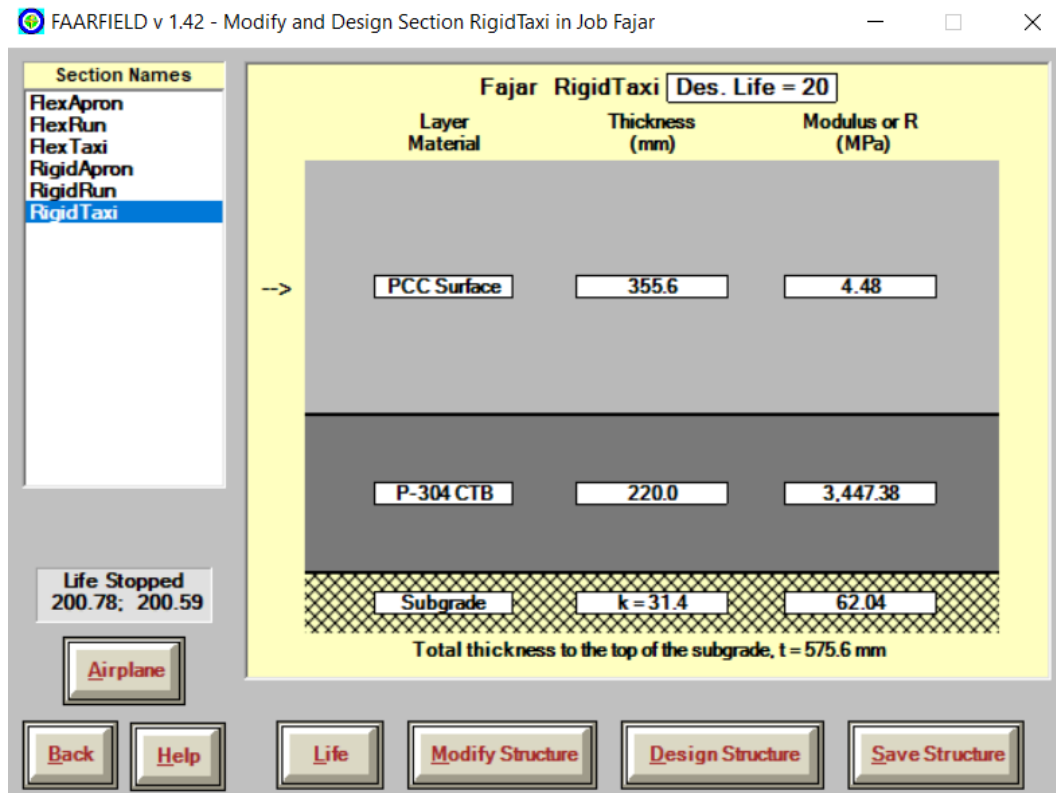 FAARFIELD v 1.42 - Modify and Design Section RigidTaxi in Job Fajar
Section Names
FlexApron
FlexRun
FlexTaxi
RigidApron
RigidRun
RigidTaxi
Life Stopped
200.78; 200.59
Airplane
Back
Help
Fajar RigidTaxi Des. Life = 20
Layer Material
Thickness (mm)
Modulus or R (MPa)
--> PCC Surface 355.6 4.48
P-304 CTB 220.0 3,447.38
Subgrade k = 31.4 62.04
Total thickness to the top of the subgrade, t = 575.6 mm
Life
Modify Structure
Design Structure
Save Structure